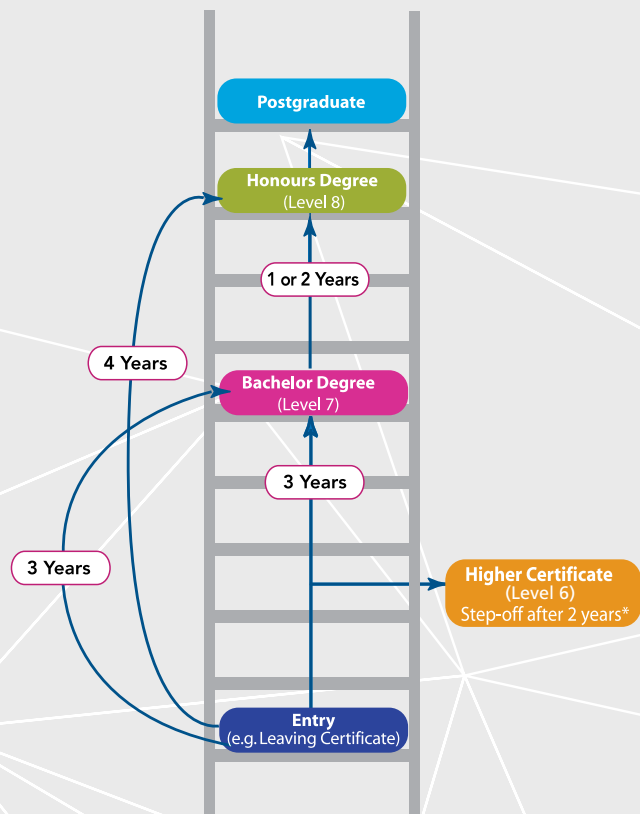 Postgraduate
Honours Degree
(Level 8)
1 or 2 Years
4 Years
Bachelor Degree
(Level 7)
3 Years
3 Years
Higher Certificate
(Level 6)
Step-off after 2 years*
Entry
(e.g. Leaving Certificate)